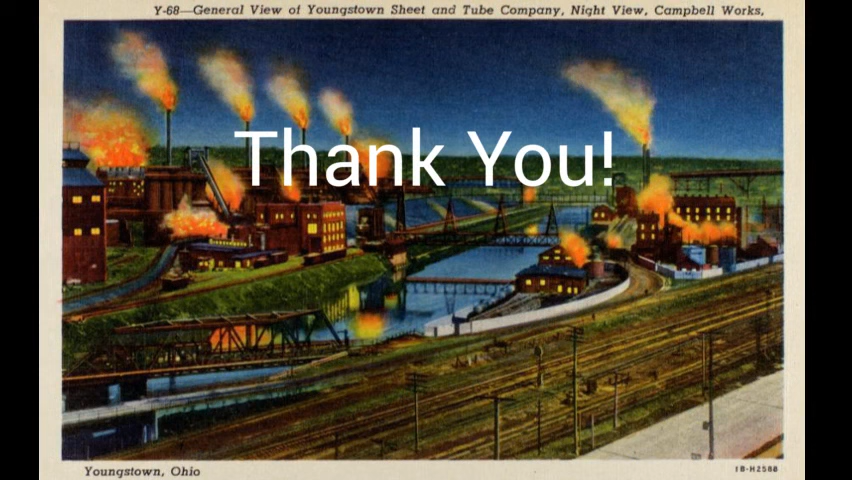 Y-68—General View of Youngstown Sheet and Tube Company, Night View, Campbell Works,
Thank You!
Youngstown, Ohio
1B-H2588